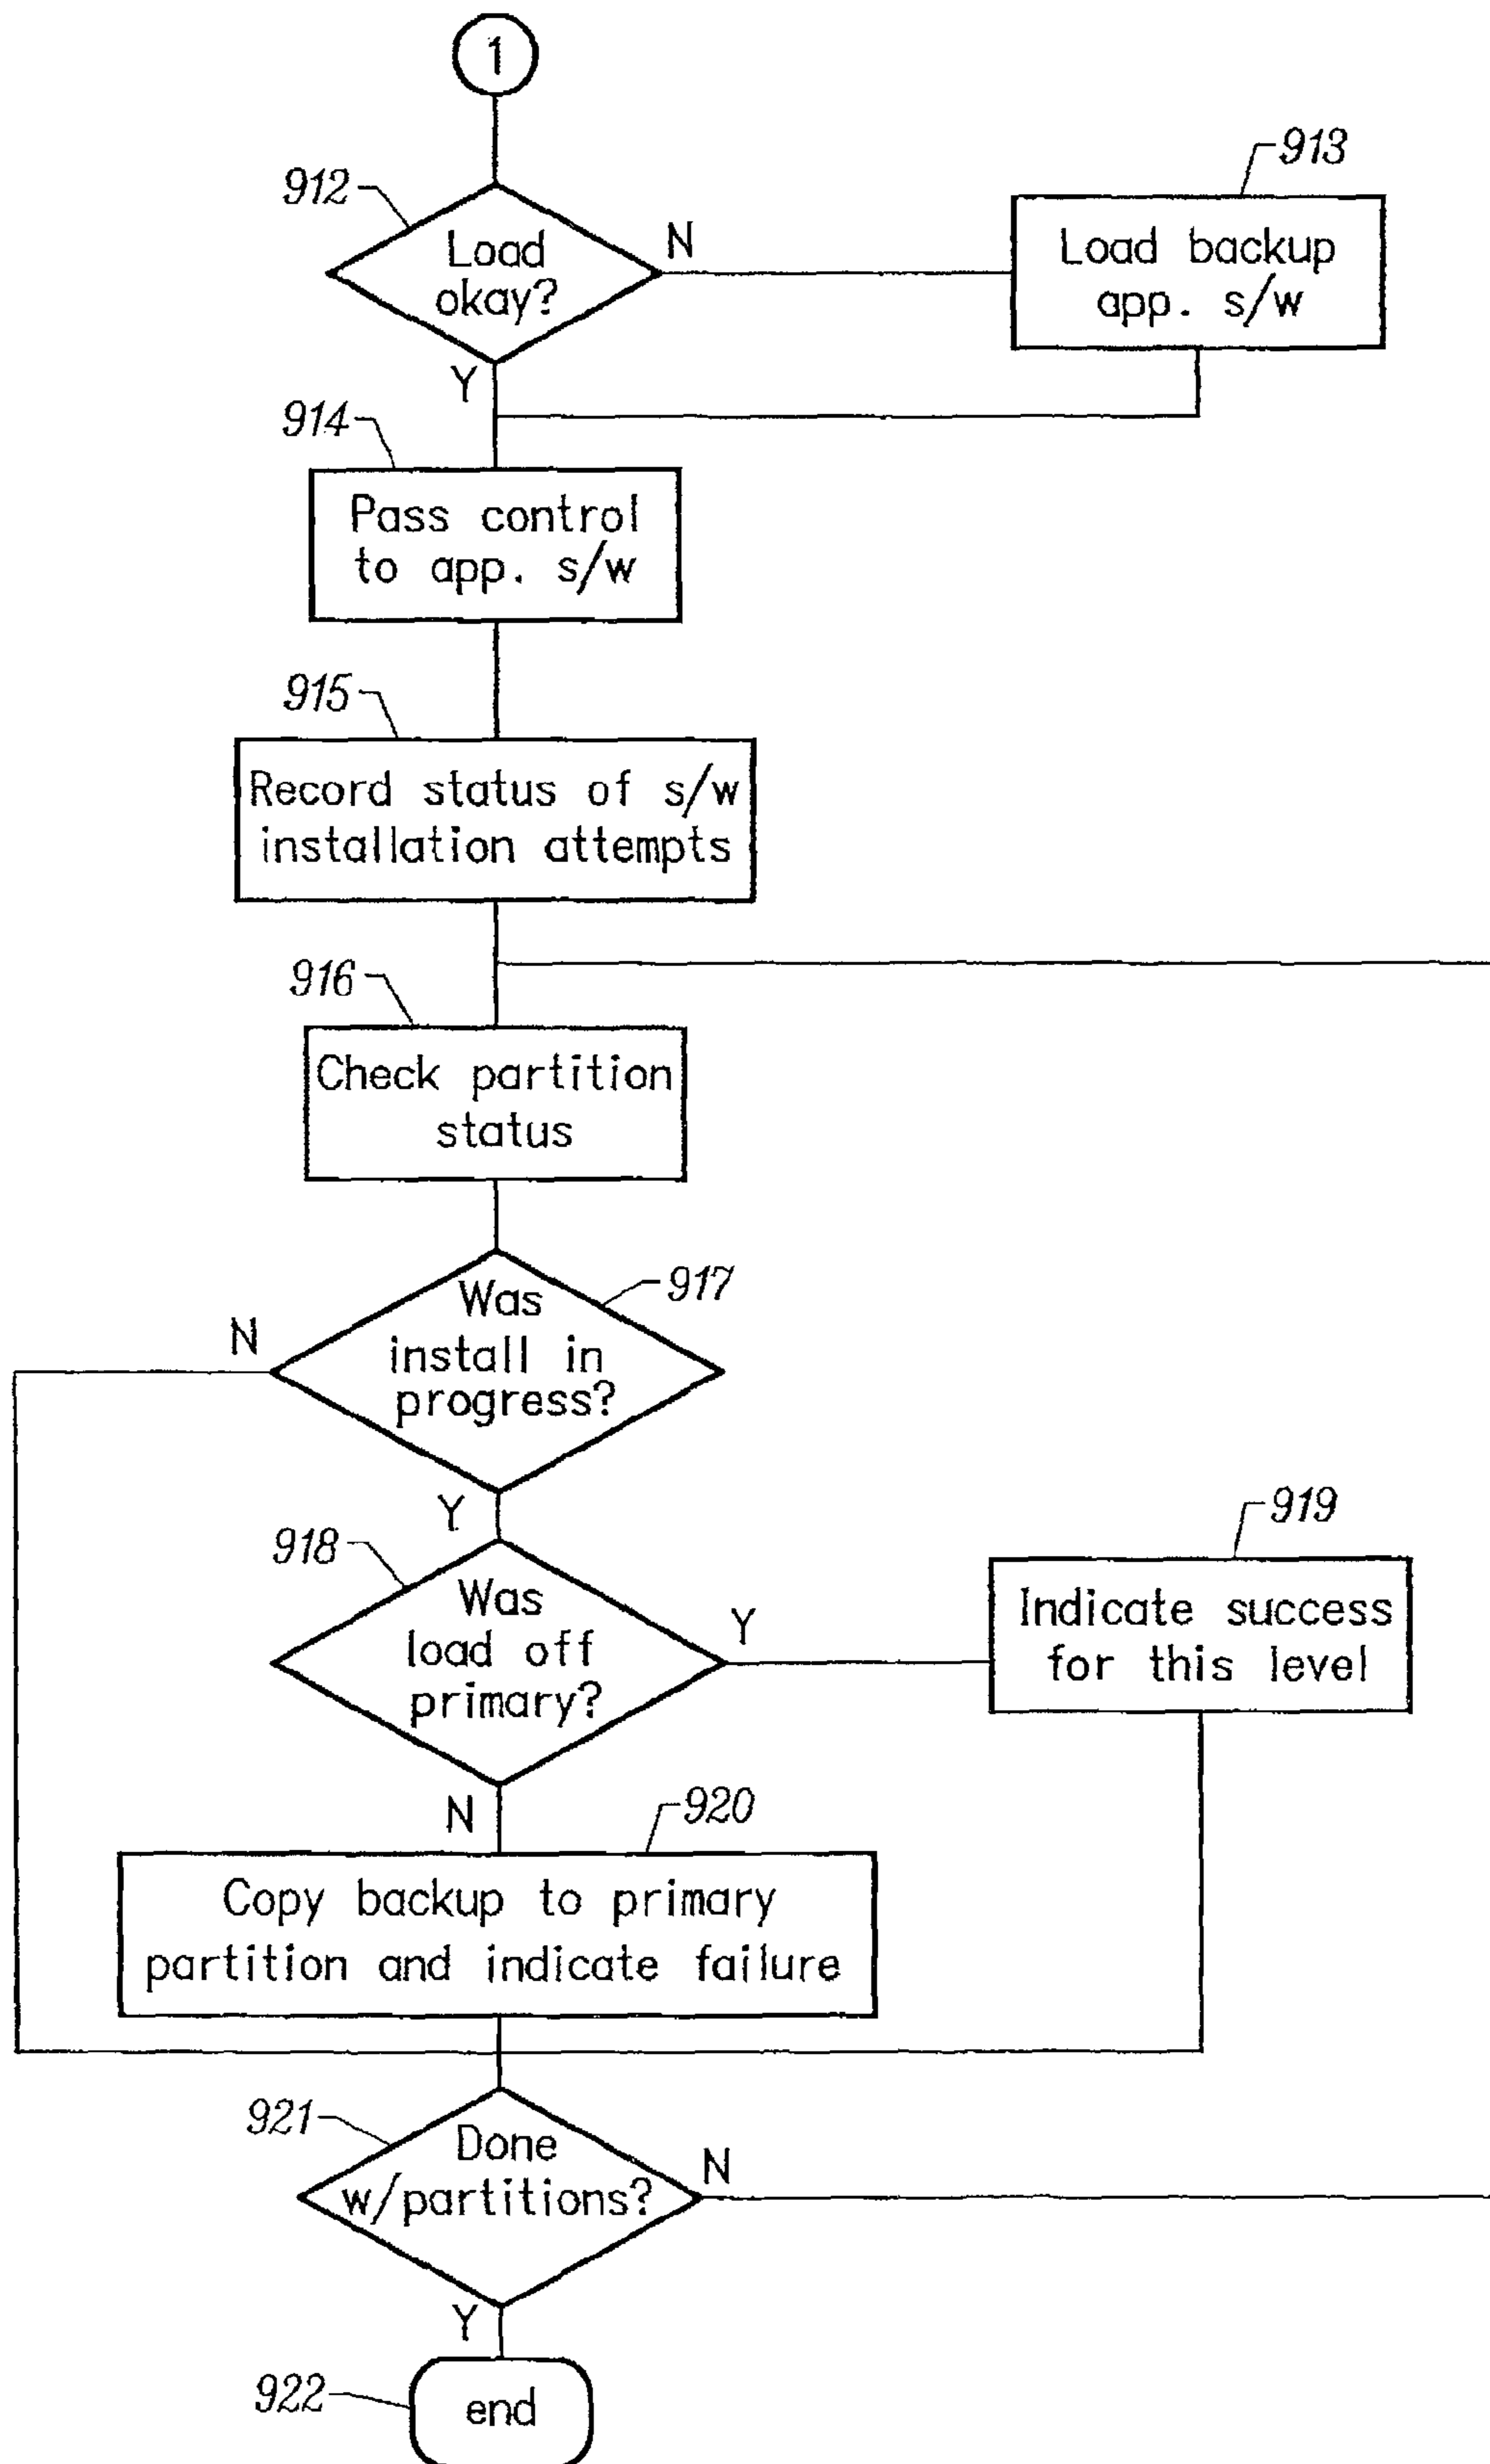 1
912
Load
okay?
N
Y
913
Load backup
app. s/w
914
Pass control
to app. s/w
915
Record status of s/w
installation attempts
916
Check partition
status
917
Was
install in
progress?
N
Y
918
Was
load off
primary?
Y
N
919
Indicate success
for this level
920
Copy backup to primary
partition and indicate failure
921
Done
w/partitions?
N
Y
922
end